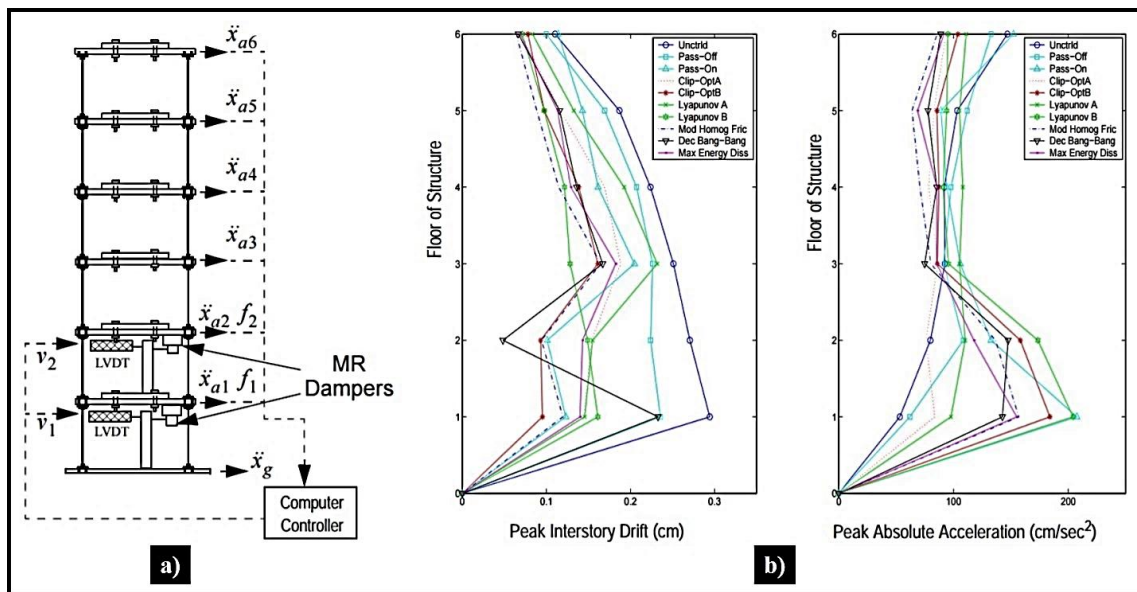 ẍa6
ẍa5
ẍa4
ẍa3
ẍa2 f2
v2
LVDT
MR
Dampers
ẍa1 f1
v1
LVDT
ẍg
Computer
Controller
a)
Floor of Structure
6
5
4
3
2
1
0
0 0.1 0.2 0.3
Peak Interstory Drift (cm)
Unctrld
Pass-Off
Pass-On
Clip-OptA
Clip-OptB
Lyapunov A
Lyapunov B
Mod Homog Fric
Dec Bang-Bang
Max Energy Diss
b)
Floor of Structure
6
5
4
3
2
1
0
0 100 200
Peak Absolute Acceleration (cm/sec²)
Unctrld
Pass-Off
Pass-On
Clip-OptA
Clip-OptB
Lyapunov A
Lyapunov B
Mod Homog Fric
Dec Bang-Bang
Max Energy Diss